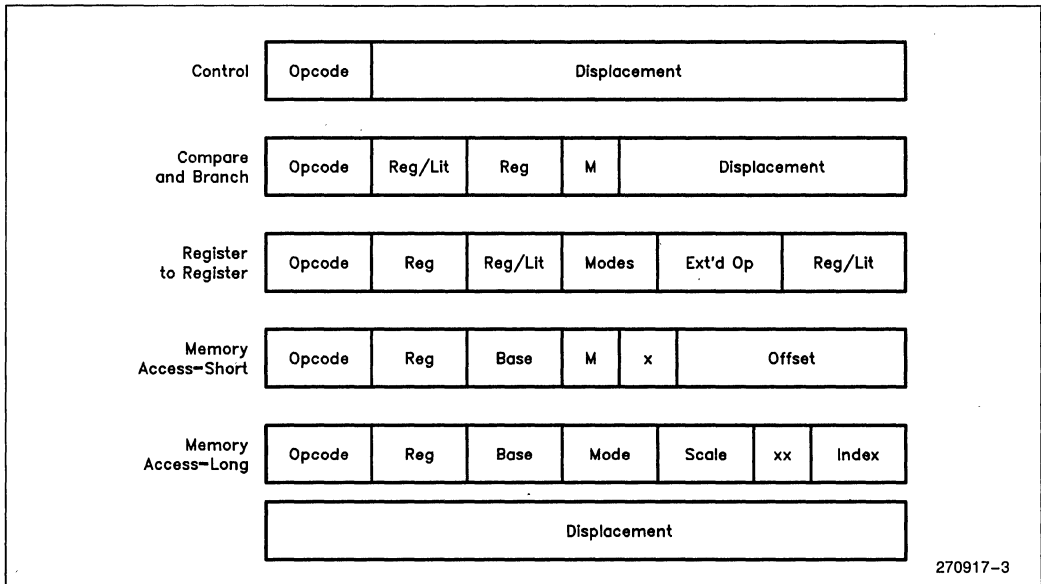 Control Opcode Displacement
Compare
and Branch Opcode Reg/Lit Reg M Displacement
Register
to Register Opcode Reg Reg/Lit Modes Ext'd Op Reg/Lit
Memory
Access-Short Opcode Reg Base M x Offset
Memory
Access-Long Opcode Reg Base Mode Scale xx Index
Displacement
270917-3